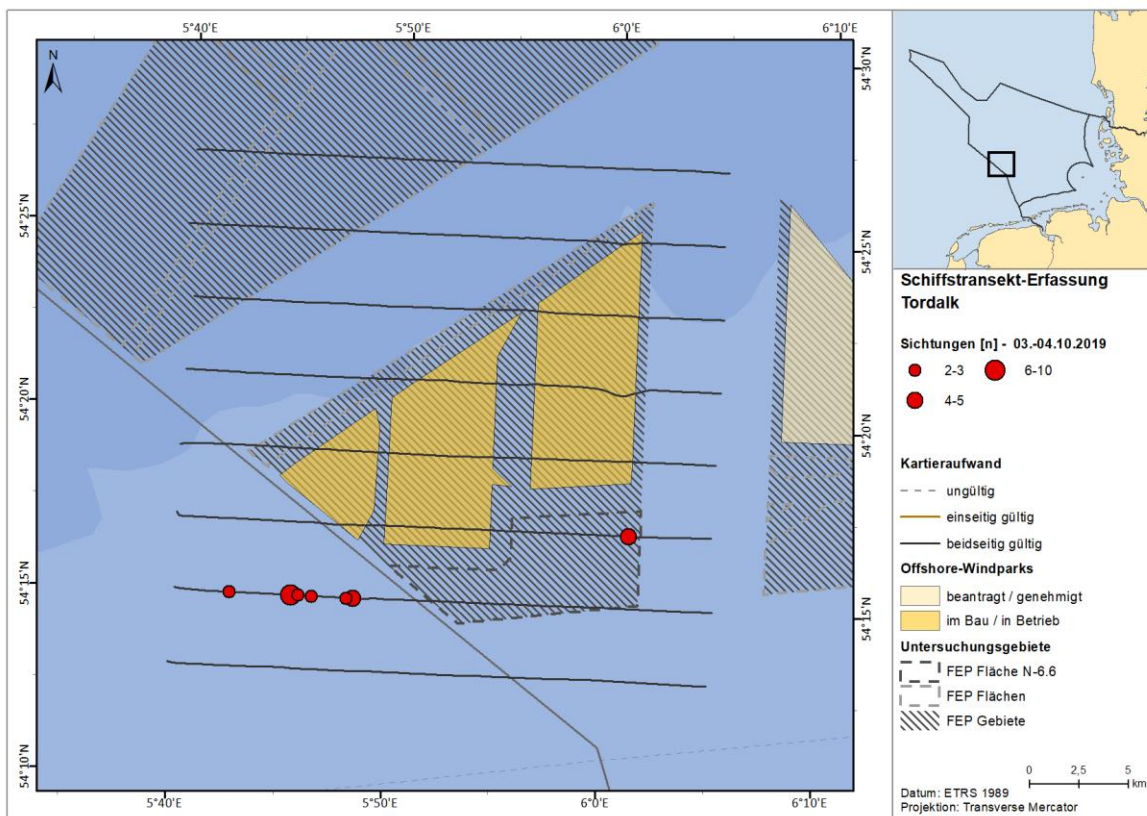 5°40'E
5°50'E
6°0'E
6°10'E
N
54°30'N
54°25'N
54°25'N
54°20'N
54°20'N
54°15'N
54°15'N
54°10'N
5°40'E
5°50'E
6°0'E
6°10'E
Schiffstransekt-Erfassung
Tordalk
Sichtungen [n] - 03.-04.10.2019
2-3
6-10
4-5
Kartieraufwand
ungültig
einseitig gültig
beidseitig gültig
Offshore-Windparks
beantragt / genehmigt
im Bau / in Betrieb
Untersuchungsgebiete
FEP Fläche N-6.6
FEP Flächen
FEP Gebiete
0 2,5 5
km
Datum: ETRS 1989
Projektion: Transverse Mercator